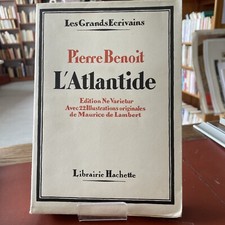 Les Grands Ecrivains
Pierre Benoit
L'Atlantide
Edition Ne Varietur
Avec 22 Illustrations originales
de Maurice de Lambert
Librairie Hachette